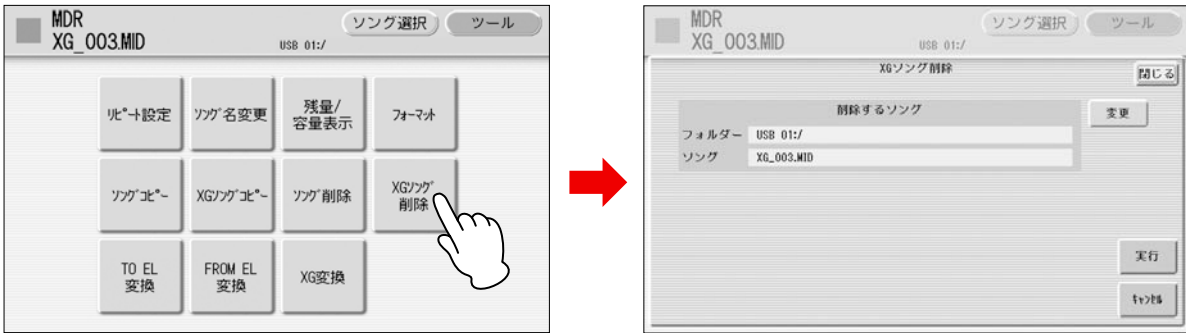 MDR
XG_003.MID
USB 01:/
ソング選択
ツール
リピート設定
ソング名変更
残量/
容量表示
フォーマット
ソングコピー
XGソングコピー
ソング削除
XGソング
削除
TO EL
変換
FROM EL
変換
XG変換
MDR
XG_003.MID
USB 01:/
ソング選択
ツール
XGソング削除
閉じる
削除するソング
変更
フォルダー USB 01:/
ソング XG_003.MID
実行
キャンセル